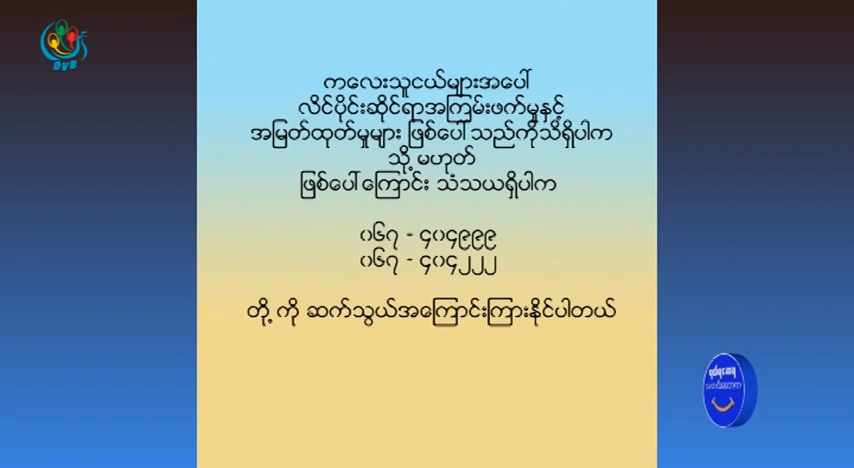 DVB
ကလေးသူငယ်များအပေါ်
လိင်ပိုင်းဆိုင်ရာအကြမ်းဖက်မှုနှင့်
အမြတ်ထုတ်မှုများ ဖြစ်ပေါ်သည်ကိုသိရှိပါက
သို့ မဟုတ်
ဖြစ်ပေါ်ကြောင်း သံသယရှိပါက
၀၆၇ - ၄၀၄၉၉၉
၀၆၇ - ၄၀၄၂၂၂
တို့ ကို ဆက်သွယ်အကြောင်းကြားနိုင်ပါတယ်